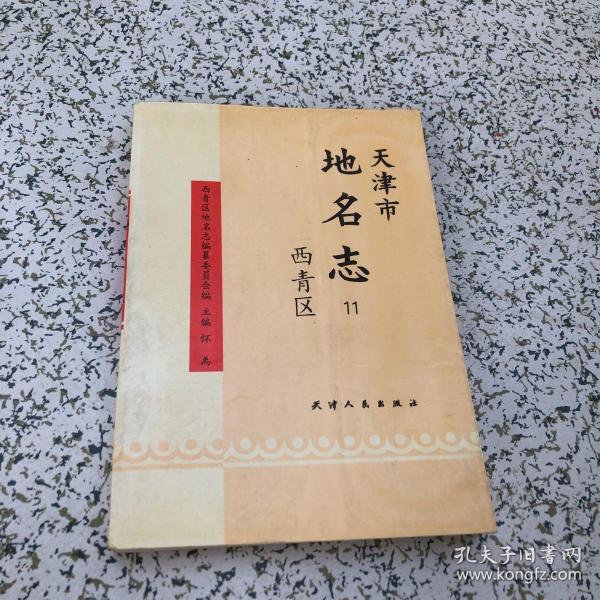 天津市
地名志
11
西青区
西青区地名志编纂委员会编 主编 怀禹
天津人民出版社
孔夫子旧书网
www.kongfz.com